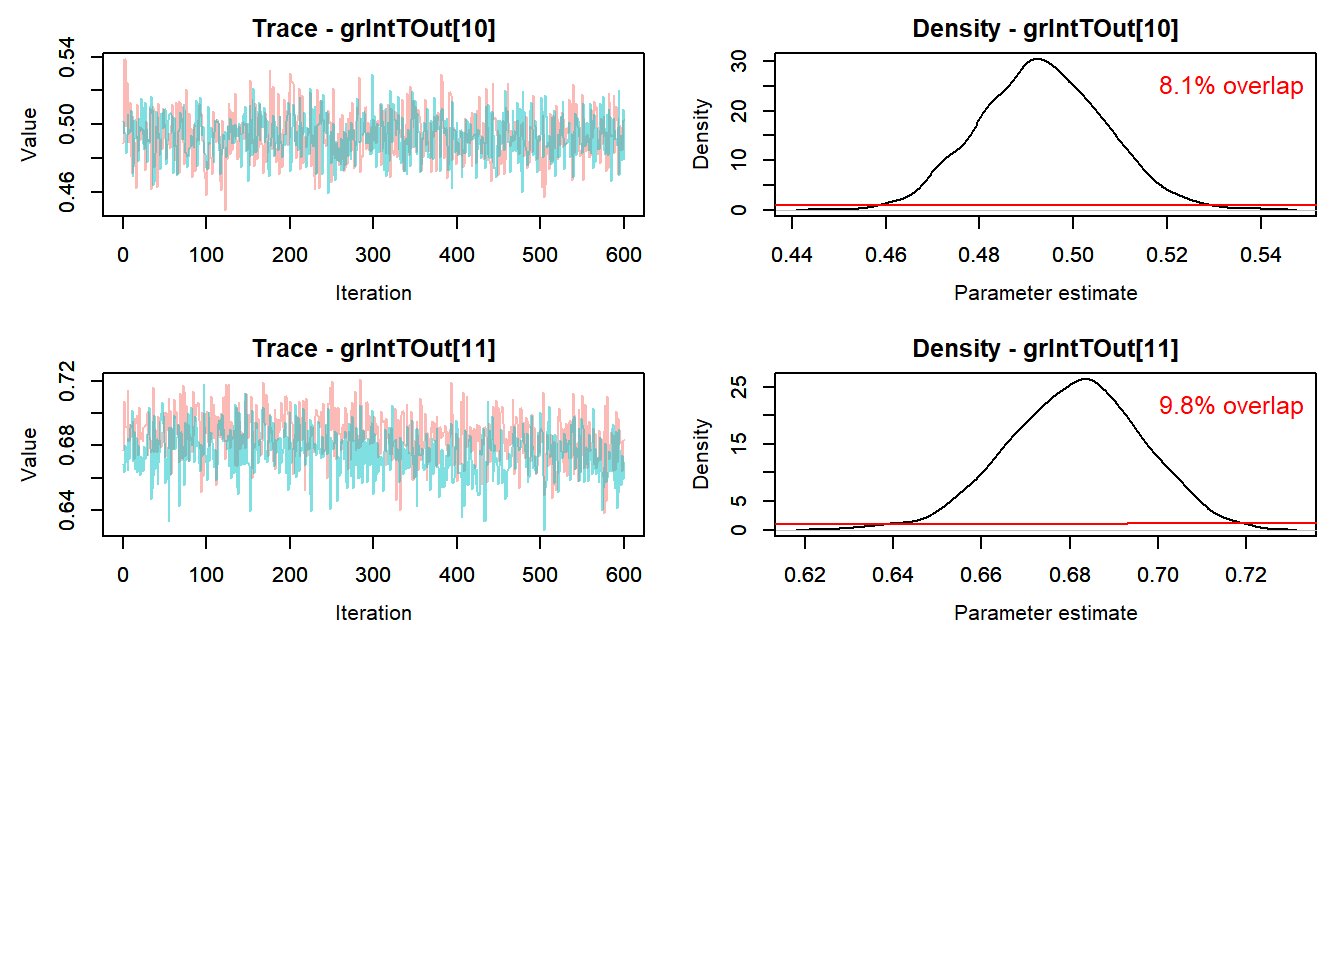 Trace - grIntTOut[10]
Value
0.46 0.50 0.54
0 100 200 300 400 500 600
Iteration
Density - grIntTOut[10]
8.1% overlap
Density
0 10 20 30
0.44 0.46 0.48 0.50 0.52 0.54
Parameter estimate
Trace - grIntTOut[11]
Value
0.64 0.68 0.72
0 100 200 300 400 500 600
Iteration
Density - grIntTOut[11]
9.8% overlap
Density
0 5 15 25
0.62 0.64 0.66 0.68 0.70 0.72
Parameter estimate